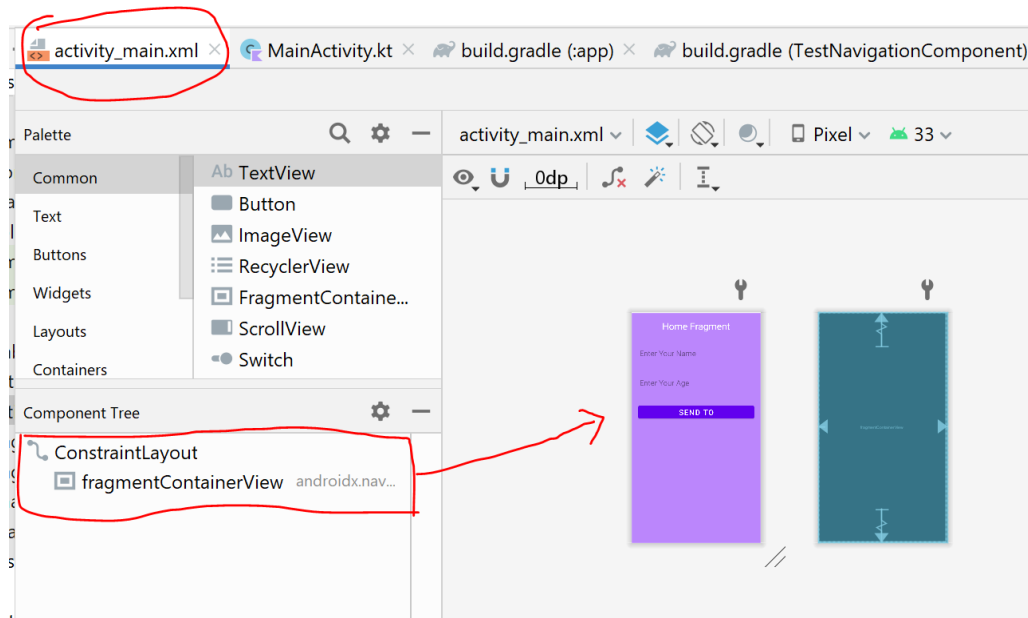 activity_main.xml MainActivity.kt build.gradle (:app) build.gradle (TestNavigationComponent)
Palette
activity_main.xml Pixel 33
Common
Text
Buttons
Widgets
Layouts
Containers
Ab TextView
Button
ImageView
RecyclerView
FragmentContaine...
ScrollView
Switch
0dp
Home Fragment
Enter Your Name
Enter Your Age
SEND TO
fragmentContainerView
Component Tree
ConstraintLayout
fragmentContainerView androidx.nav...